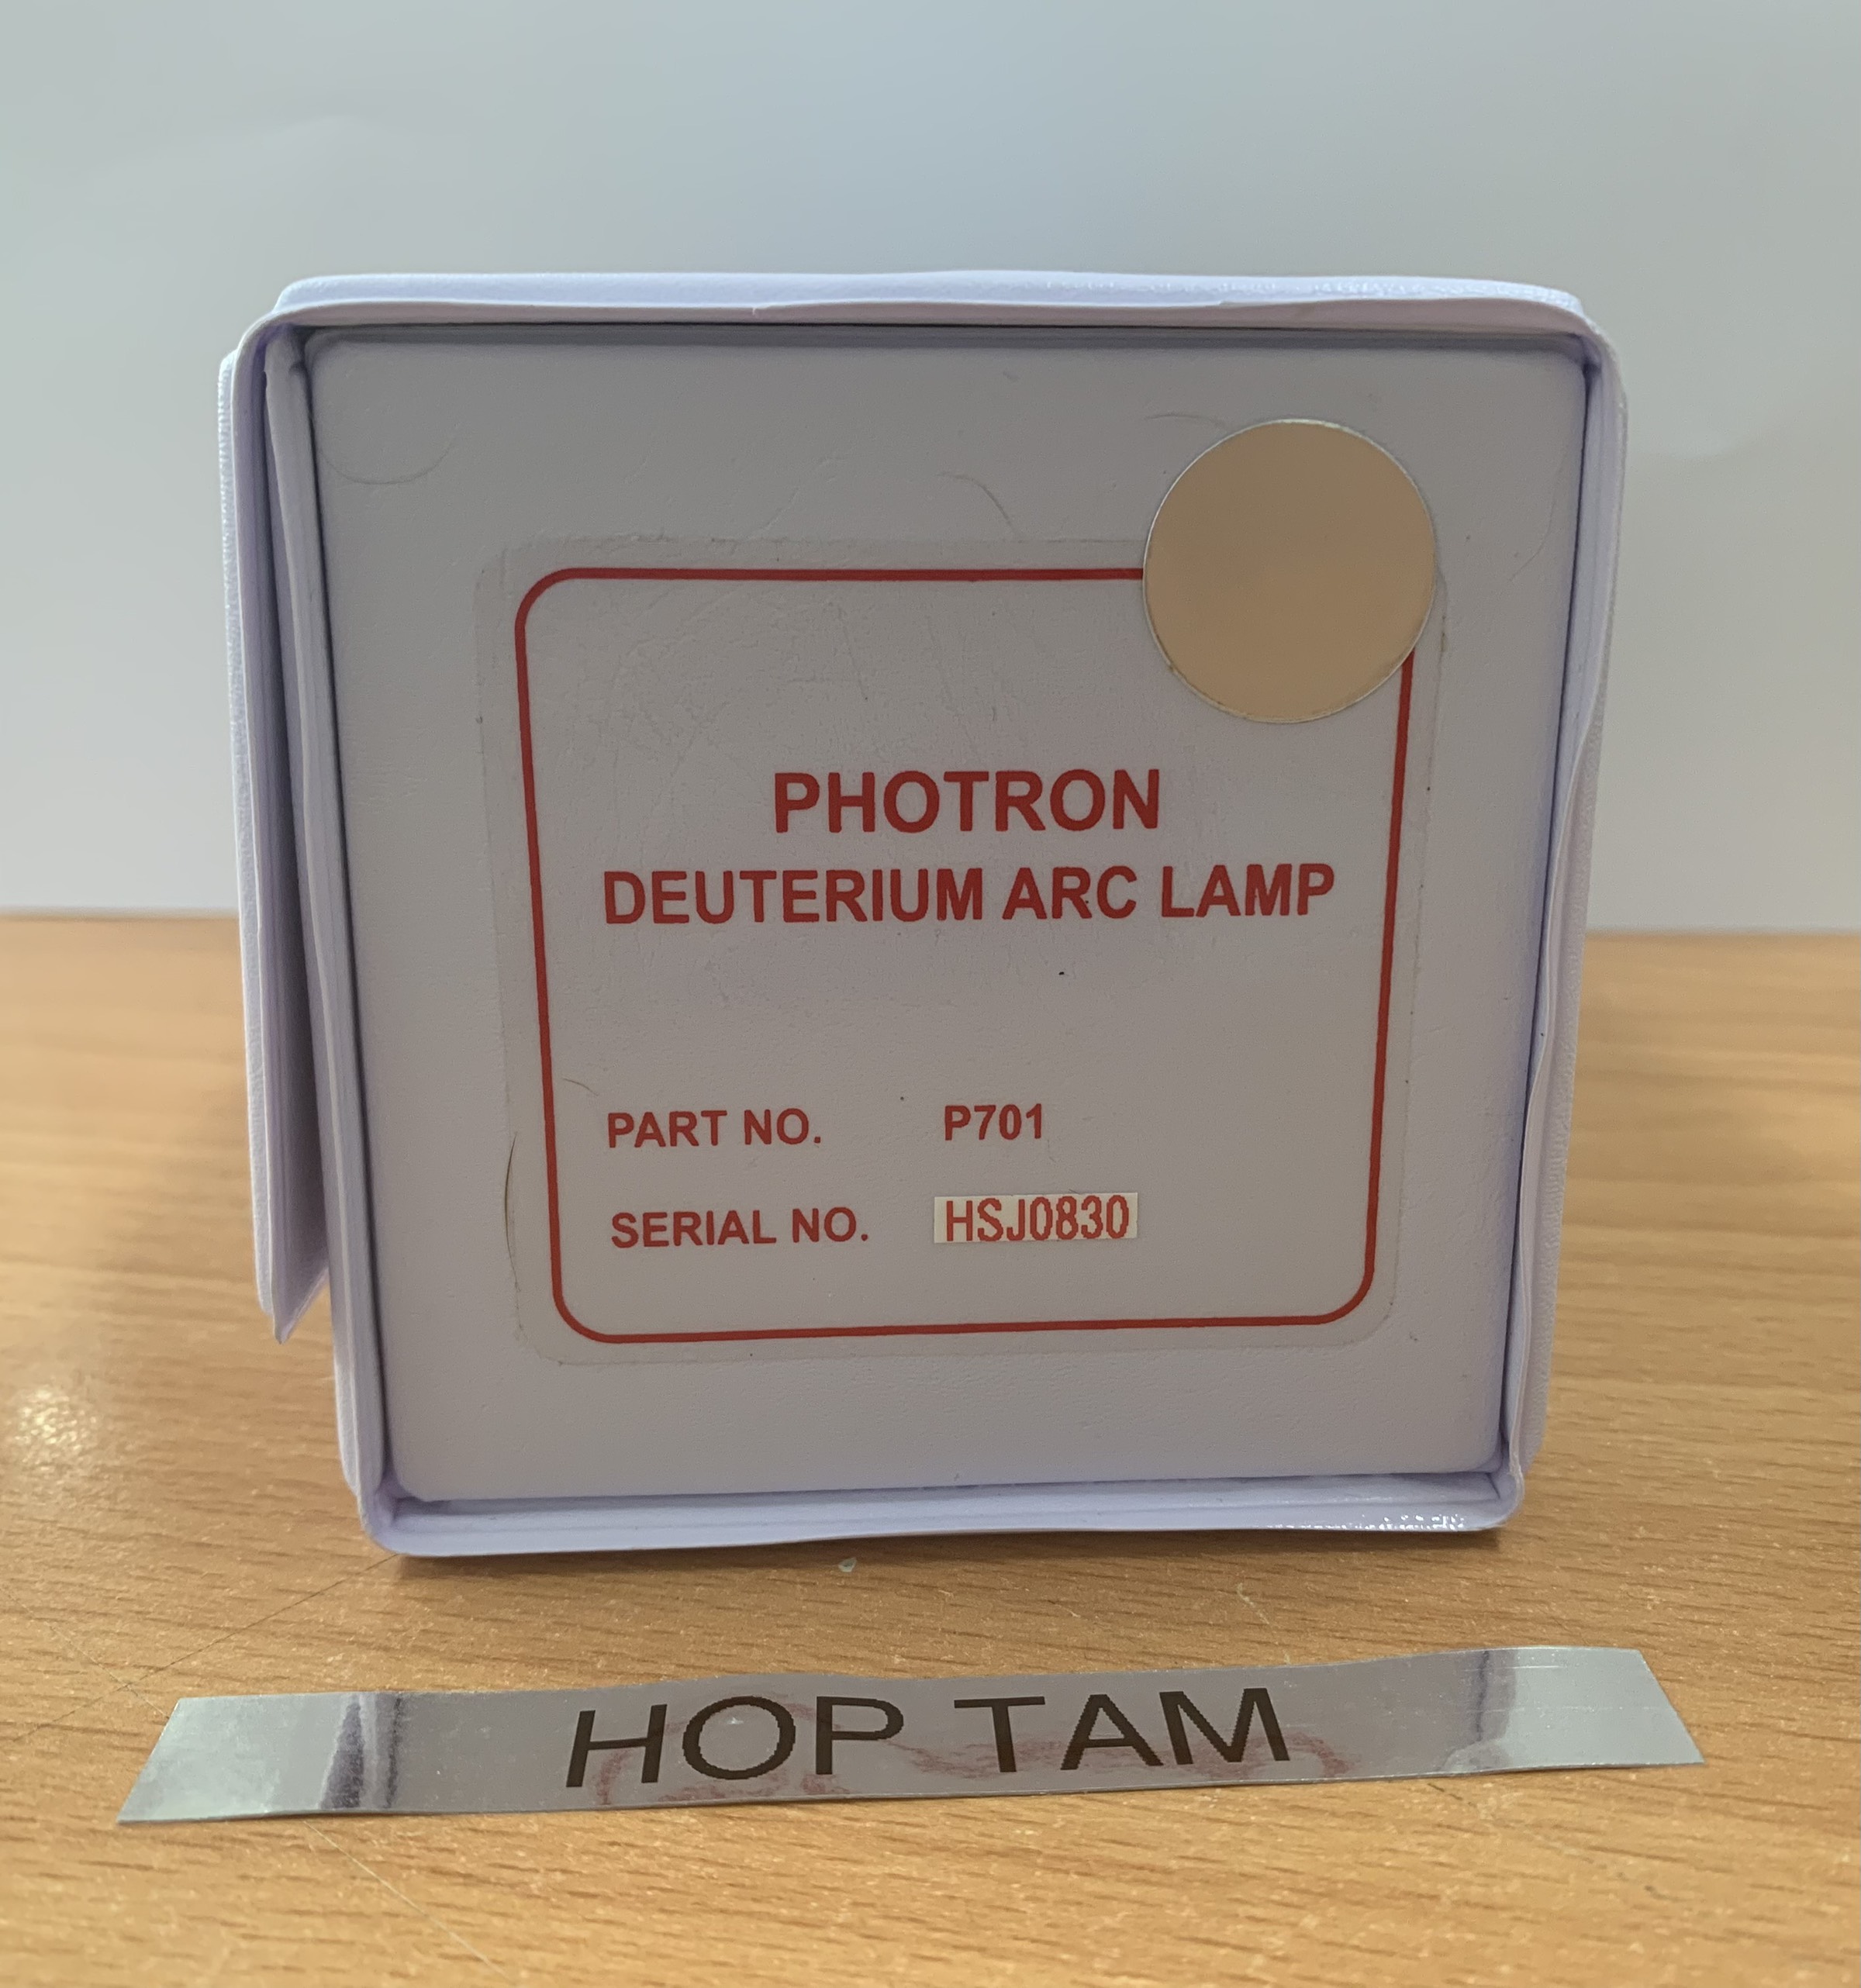 PHOTRON
DEUTERIUM ARC LAMP
PART NO. P701
SERIAL NO. HSJ0830
HOP TAM